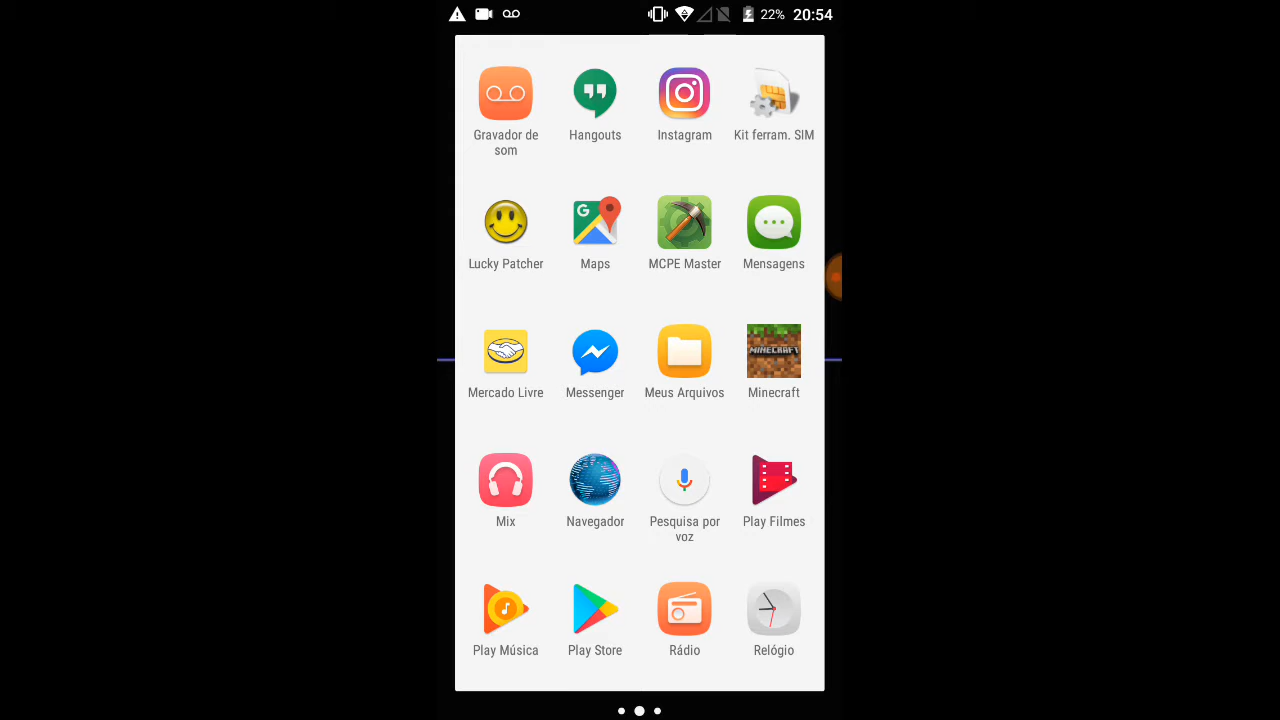 22% 20:54
Gravador de
som
Hangouts
Instagram
Kit ferram. SIM
Lucky Patcher
Maps
MCPE Master
Mensagens
Mercado Livre
Messenger
Meus Arquivos
MINECRAFT
Minecraft
Mix
Navegador
Pesquisa por
voz
Play Filmes
Play Música
Play Store
Rádio
Relógio